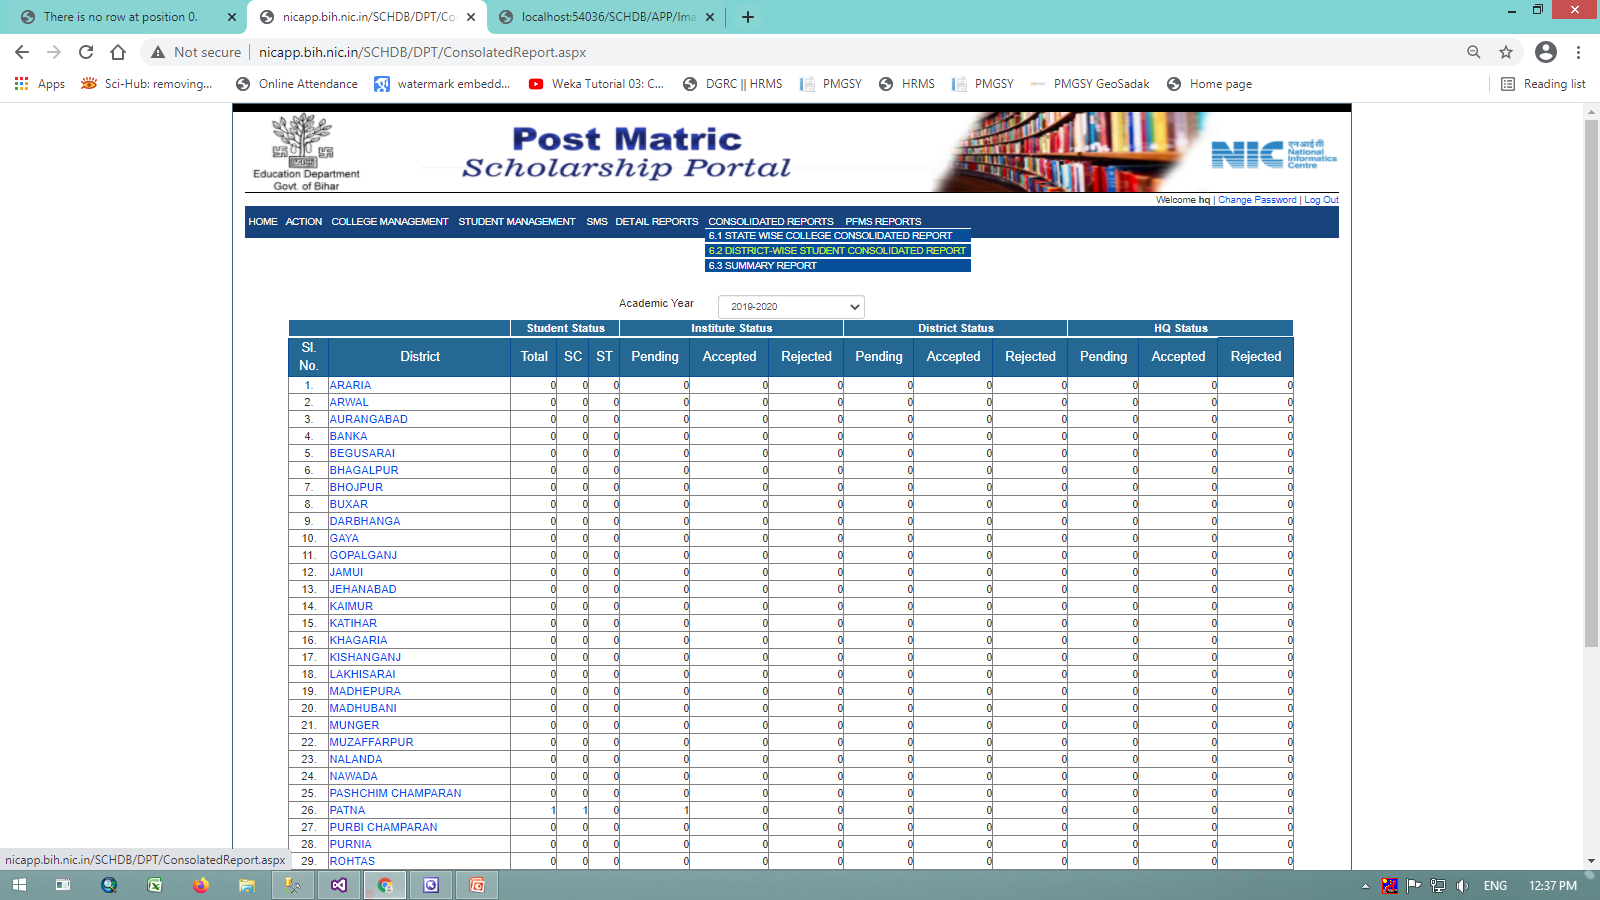 There is no row at position 0.
nicapp.bih.nic.in/SCHDB/DPT/Co
localhost:54036/SCHDB/APP/Ima
Not secure nicapp.bih.nic.in/SCHDB/DPT/ConsolatedReport.aspx
Apps Sci-Hub: removing... Online Attendance watermark embedd... Weka Tutorial 03: C... DGRC || HRMS PMGSY HRMS PMGSY PMGSY GeoSadak Home page Reading list
Education Department
Govt. of Bihar
Post Matric
Scholarship Portal
NIC एन आई सी
National
Informatics
Centre
Welcome hq | Change Password | Log Out
HOME ACTION COLLEGE MANAGEMENT STUDENT MANAGEMENT SMS DETAIL REPORTS CONSOLIDATED REPORTS PFMS REPORTS
6.1 STATE WISE COLLEGE CONSOLIDATED REPORT
6.2 DISTRICT-WISE STUDENT CONSOLIDATED REPORT
6.3 SUMMARY REPORT
Academic Year 2019-2020
Student Status Institute Status District Status HQ Status
Sl. No. District Total SC ST Pending Accepted Rejected Pending Accepted Rejected Pending Accepted Rejected
1. ARARIA 0 0 0 0 0 0 0 0 0 0 0 0
2. ARWAL 0 0 0 0 0 0 0 0 0 0 0 0
3. AURANGABAD 0 0 0 0 0 0 0 0 0 0 0 0
4. BANKA 0 0 0 0 0 0 0 0 0 0 0 0
5. BEGUSARAI 0 0 0 0 0 0 0 0 0 0 0 0
6. BHAGALPUR 0 0 0 0 0 0 0 0 0 0 0 0
7. BHOJPUR 0 0 0 0 0 0 0 0 0 0 0 0
8. BUXAR 0 0 0 0 0 0 0 0 0 0 0 0
9. DARBHANGA 0 0 0 0 0 0 0 0 0 0 0 0
10. GAYA 0 0 0 0 0 0 0 0 0 0 0 0
11. GOPALGANJ 0 0 0 0 0 0 0 0 0 0 0 0
12. JAMUI 0 0 0 0 0 0 0 0 0 0 0 0
13. JEHANABAD 0 0 0 0 0 0 0 0 0 0 0 0
14. KAIMUR 0 0 0 0 0 0 0 0 0 0 0 0
15. KATIHAR 0 0 0 0 0 0 0 0 0 0 0 0
16. KHAGARIA 0 0 0 0 0 0 0 0 0 0 0 0
17. KISHANGANJ 0 0 0 0 0 0 0 0 0 0 0 0
18. LAKHISARAI 0 0 0 0 0 0 0 0 0 0 0 0
19. MADHEPURA 0 0 0 0 0 0 0 0 0 0 0 0
20. MADHUBANI 0 0 0 0 0 0 0 0 0 0 0 0
21. MUNGER 0 0 0 0 0 0 0 0 0 0 0 0
22. MUZAFFARPUR 0 0 0 0 0 0 0 0 0 0 0 0
23. NALANDA 0 0 0 0 0 0 0 0 0 0 0 0
24. NAWADA 0 0 0 0 0 0 0 0 0 0 0 0
25. PASHCHIM CHAMPARAN 0 0 0 0 0 0 0 0 0 0 0 0
26. PATNA 1 1 0 1 0 0 0 0 0 0 0 0
27. PURBI CHAMPARAN 0 0 0 0 0 0 0 0 0 0 0 0
28. PURNIA 0 0 0 0 0 0 0 0 0 0 0 0
29. ROHTAS 0 0 0 0 0 0 0 0 0 0 0 0
nicapp.bih.nic.in/SCHDB/DPT/ConsolatedReport.aspx
ENG 12:37 PM